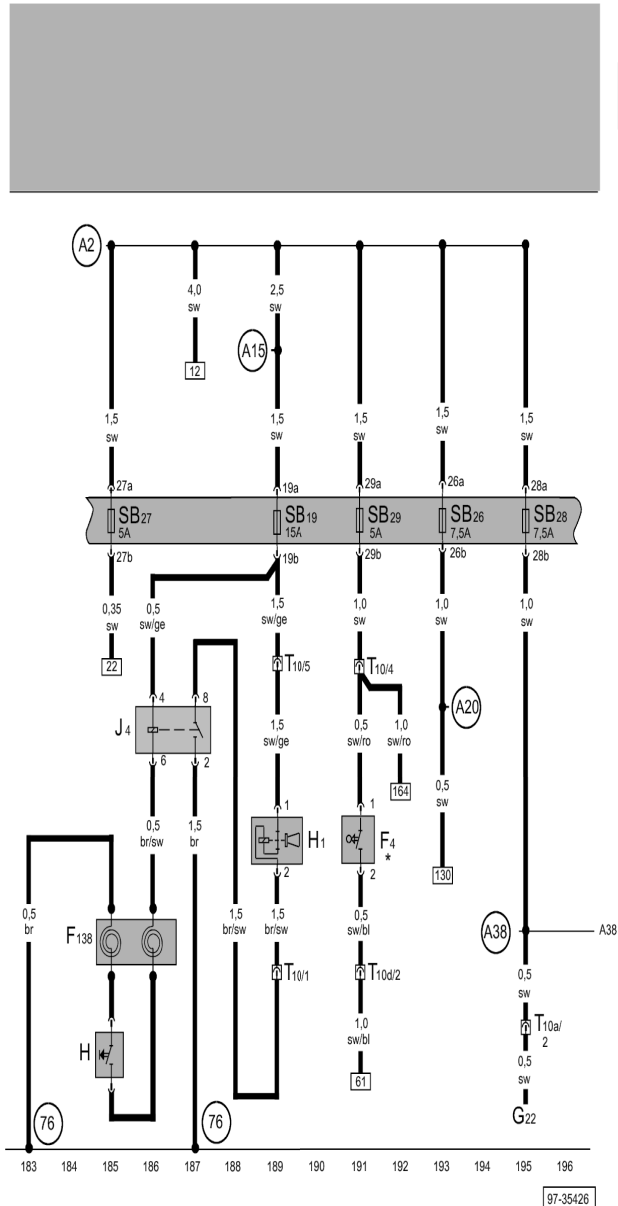 A2
4,0 2,5
sw sw
12 A15
1,5 1,5 1,5 1,5 1,5
sw sw sw sw sw
27a 19a 29a 26a 28a
SB27 SB19 SB29 SB26 SB28
5A 15A 5A 7,5A 7,5A
27b 19b 29b 26b 28b
0,35 0,5 1,5 1,0 1,0 1,0
sw sw/ge sw/ge sw sw sw
22 T10/5 T10/4
4 8 A20
J4 1,5 0,5 1,0
sw/ge sw/ro sw/ro
6 2 0,5
sw
164
1 1
0,5 1,5 H1 F4
br/sw br *
2 2 130
0,5 1,5 1,5 0,5
br br/sw br/sw sw/bl
F138 A38 A38
T10/1 T10d/2 0,5
sw
1,0 T10a/
sw/bl 2
H 0,5
sw
61
76 76 G22
183 184 185 186 187 188 189 190 191 192 193 194 195 196
97-35426